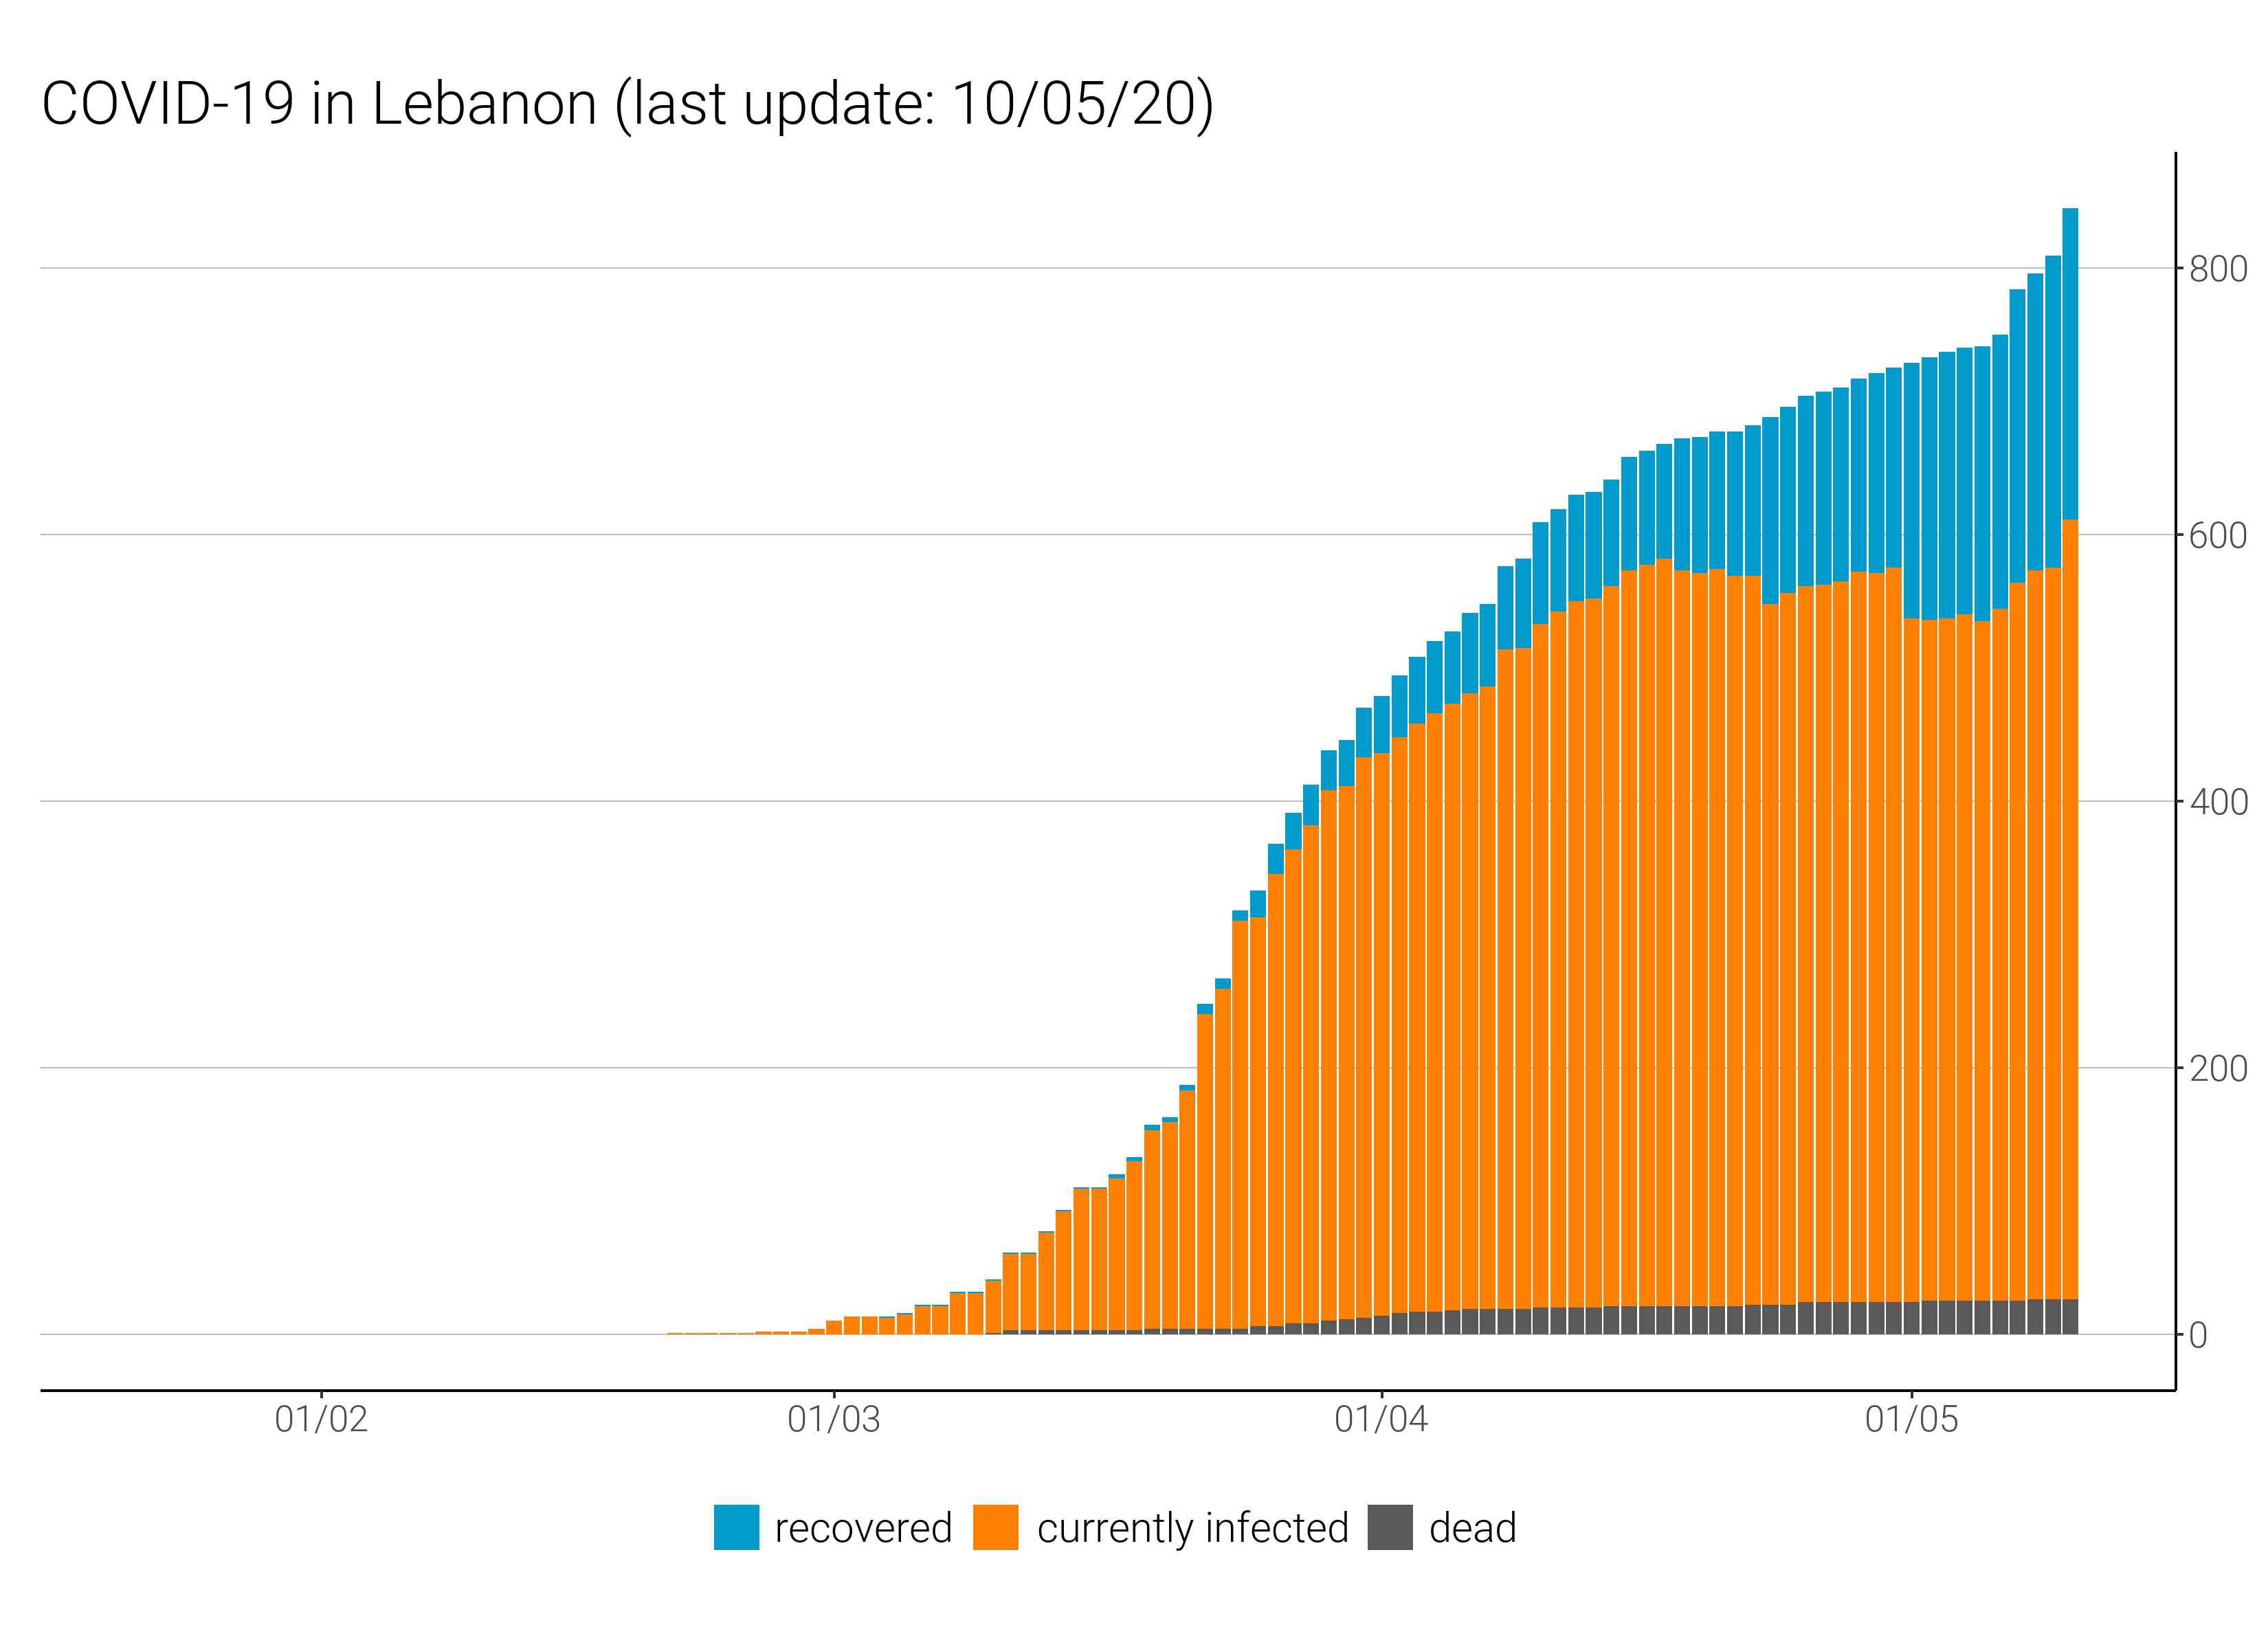 COVID-19 in Lebanon (last update: 10/05/20)
800
600
400
200
0
01/02 01/03 01/04 01/05
recovered currently infected dead